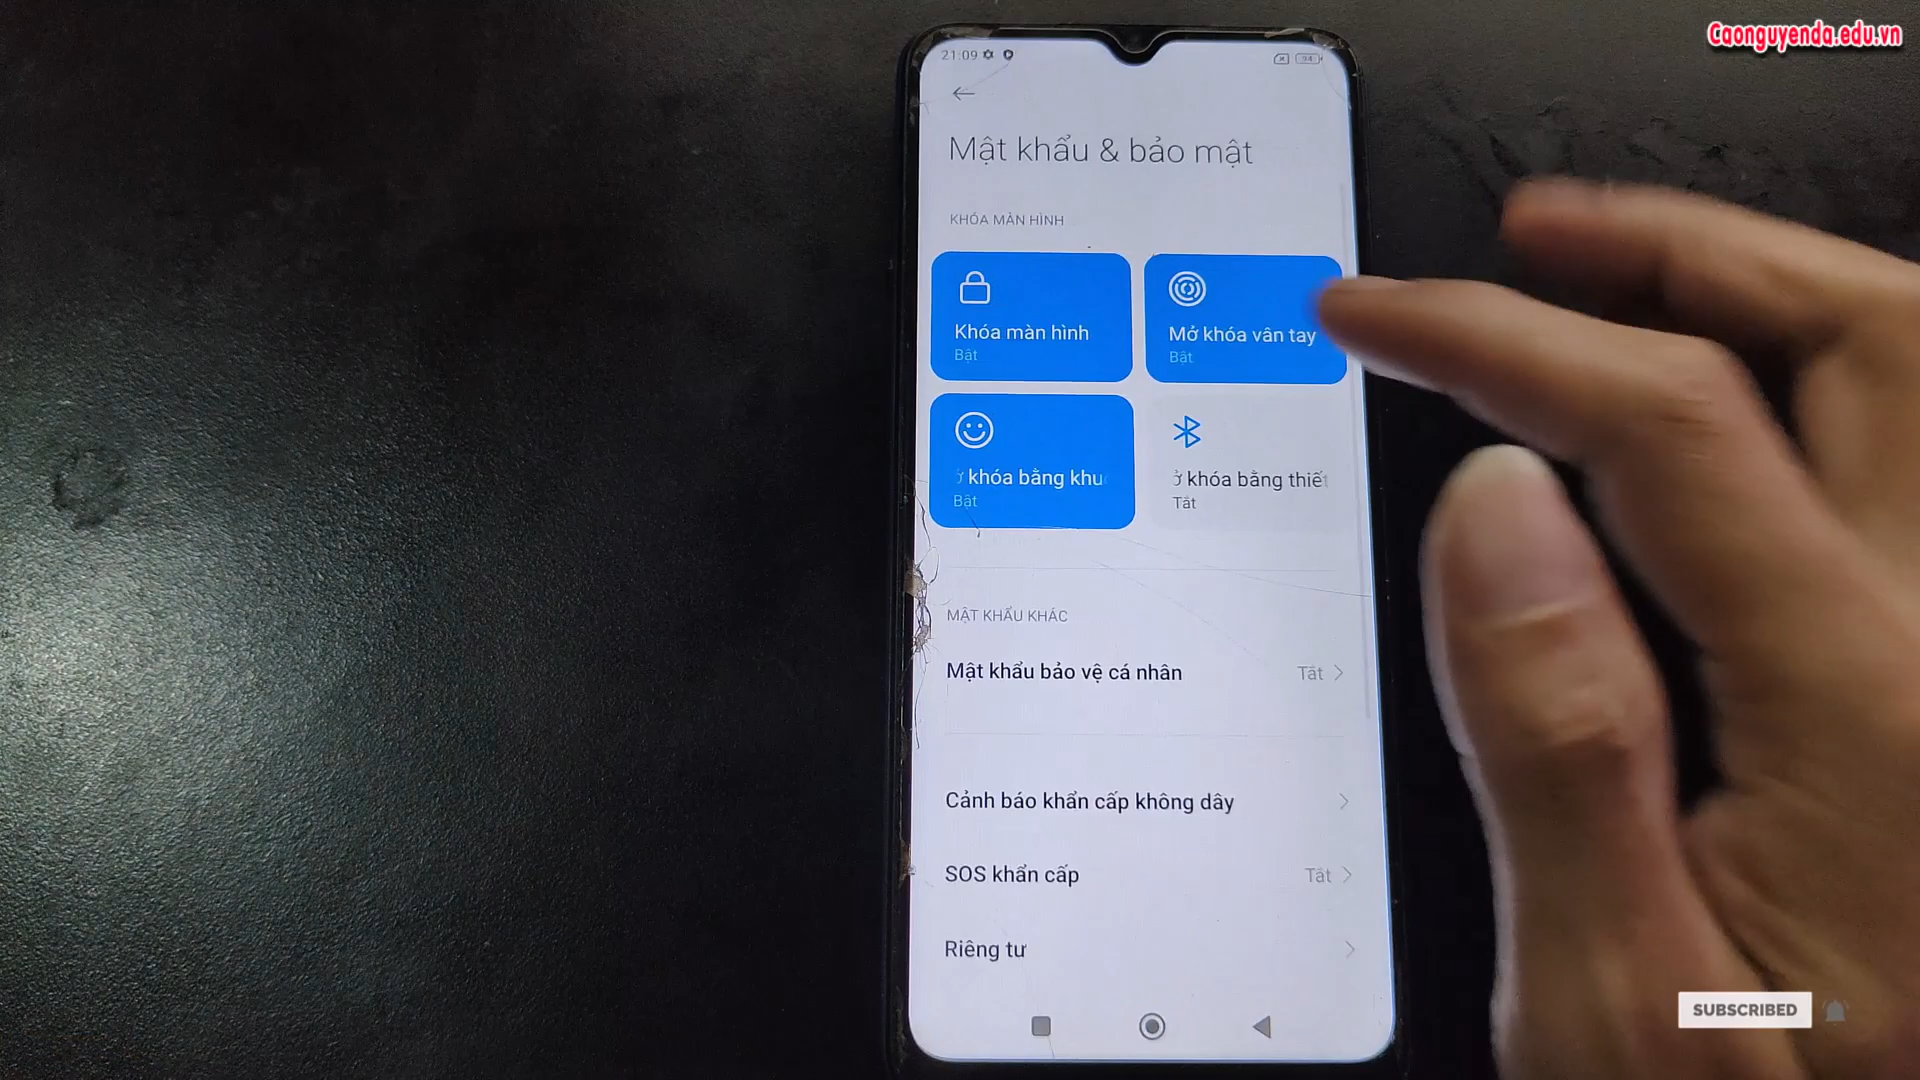 Caonguyenda.edu.vn
21:09
94
Mật khẩu & bảo mật
KHÓA MÀN HÌNH
Khóa màn hình
Bật
Mở khóa vân tay
Bật
khóa bằng khu
Bật
khóa bằng thiết
Tắt
MẬT KHẨU KHÁC
Mật khẩu bảo vệ cá nhân
Tắt
Cảnh báo khẩn cấp không dây
SOS khẩn cấp
Tắt
Riêng tư
SUBSCRIBED